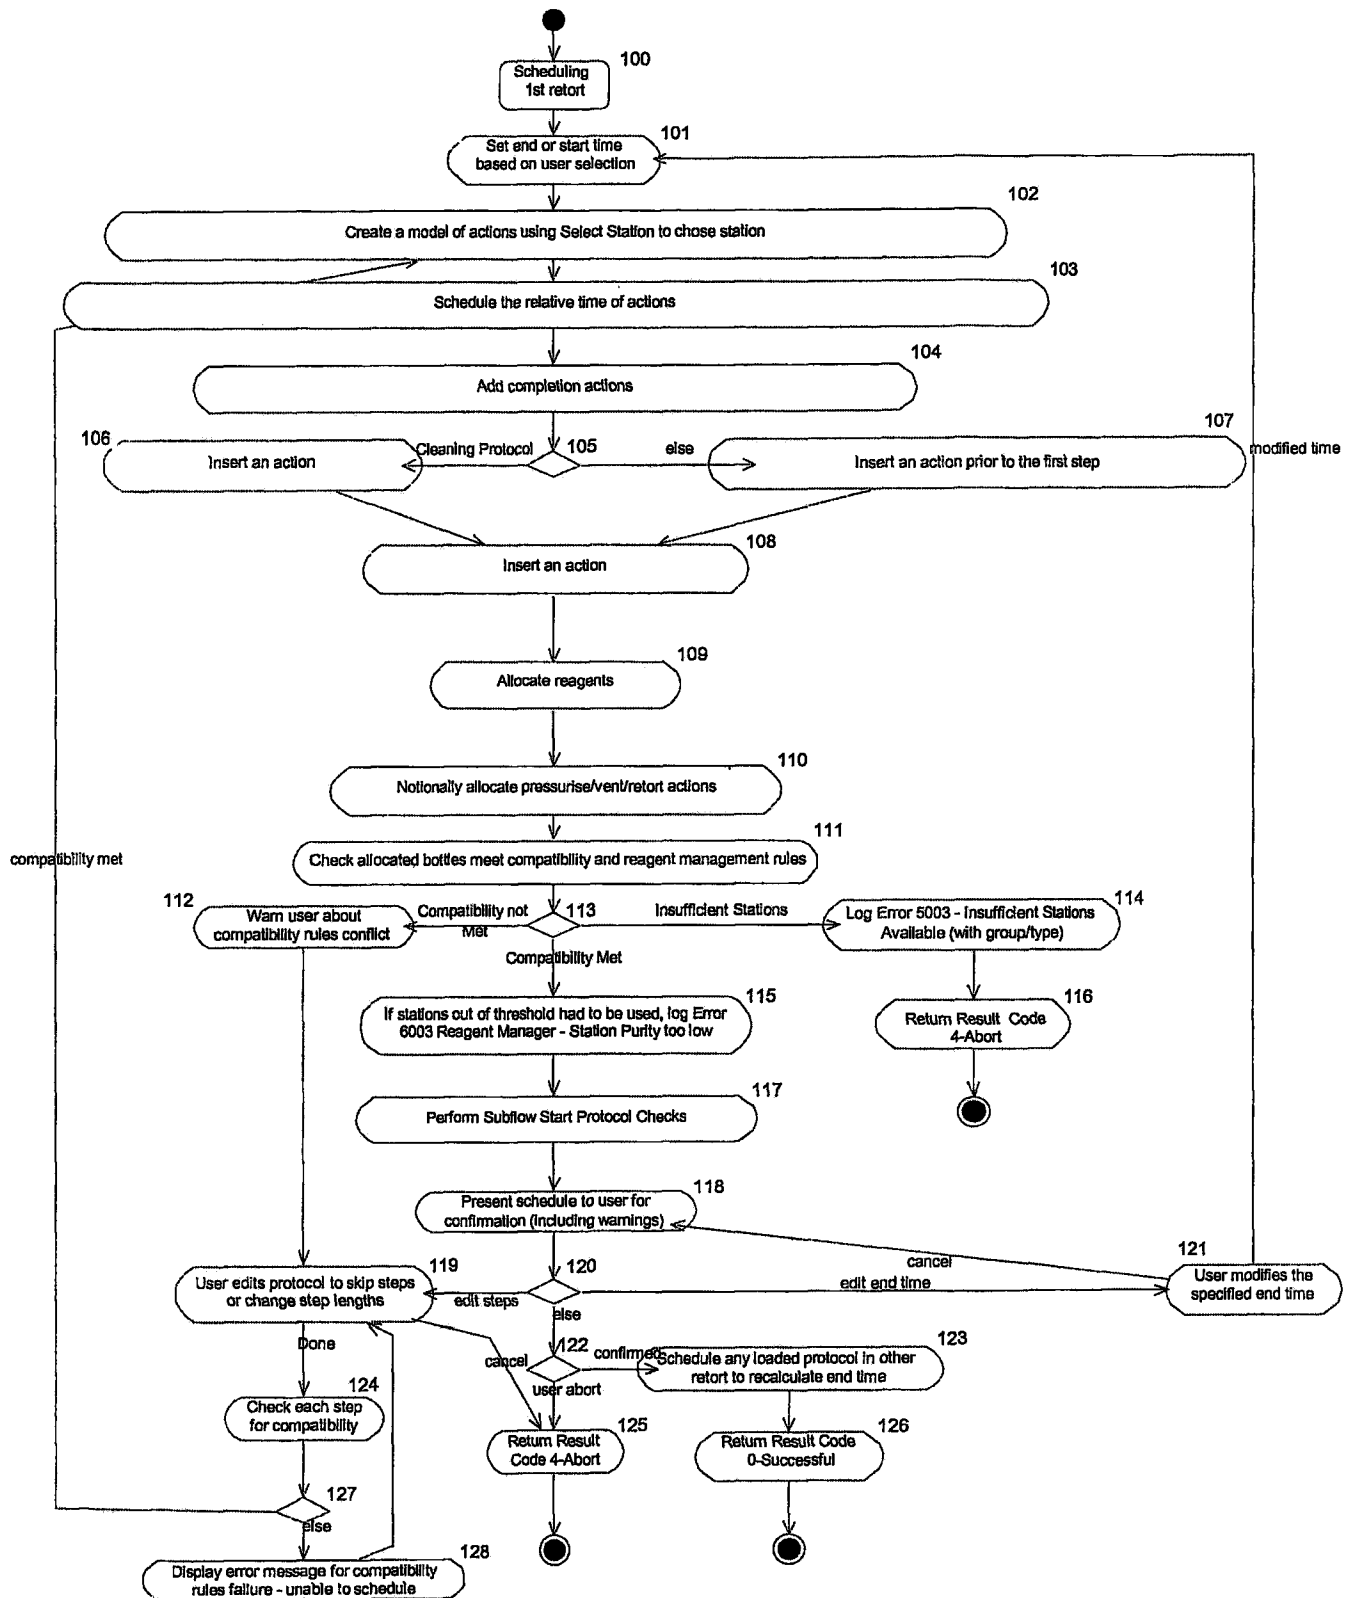 100
Scheduling
1st retort
101
Set end or start time
based on user selection
102
Create a model of actions using Select Station to chose station
103
Schedule the relative time of actions
104
Add completion actions
106
Insert an action
Cleaning Protocol
105
else
107
Insert an action prior to the first step
modified time
108
Insert an action
109
Allocate reagents
110
Notionally allocate pressurise/vent/retort actions
111
Check allocated bottles meet compatibility and reagent management rules
compatibility met
112
Warn user about
compatibility rules conflict
Compatibility not
Met
113
Insufficient Stations
114
Log Error 5003 - Insufficient Stations
Available (with group/type)
Compatibility Met
115
If stations out of threshold had to be used, log Error
6003 Reagent Manager - Station Purity too low
116
Return Result Code
4-Abort
117
Perform Subflow Start Protocol Checks
118
Present schedule to user for
confirmation (including warnings)
cancel
119
User edits protocol to skip steps
or change step lengths
edit steps
120
edit end time
121
User modifies the
specified end time
else
Done
cancel
122
confirmed
user abort
123
Schedule any loaded protocol in other
retort to recalculate end time
124
Check each step
for compatibility
125
Return Result
Code 4-Abort
126
Return Result Code
0-Successful
127
else
128
Display error message for compatibility
rules failure - unable to schedule